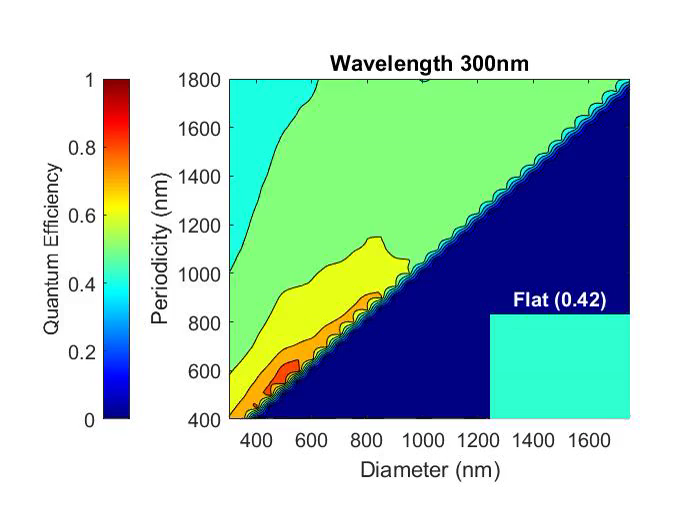 Wavelength 300nm
Quantum Efficiency
1
0.8
0.6
0.4
0.2
0
Periodicity (nm)
1800
1600
1400
1200
1000
800
600
400
Flat (0.42)
400 600 800 1000 1200 1400 1600
Diameter (nm)